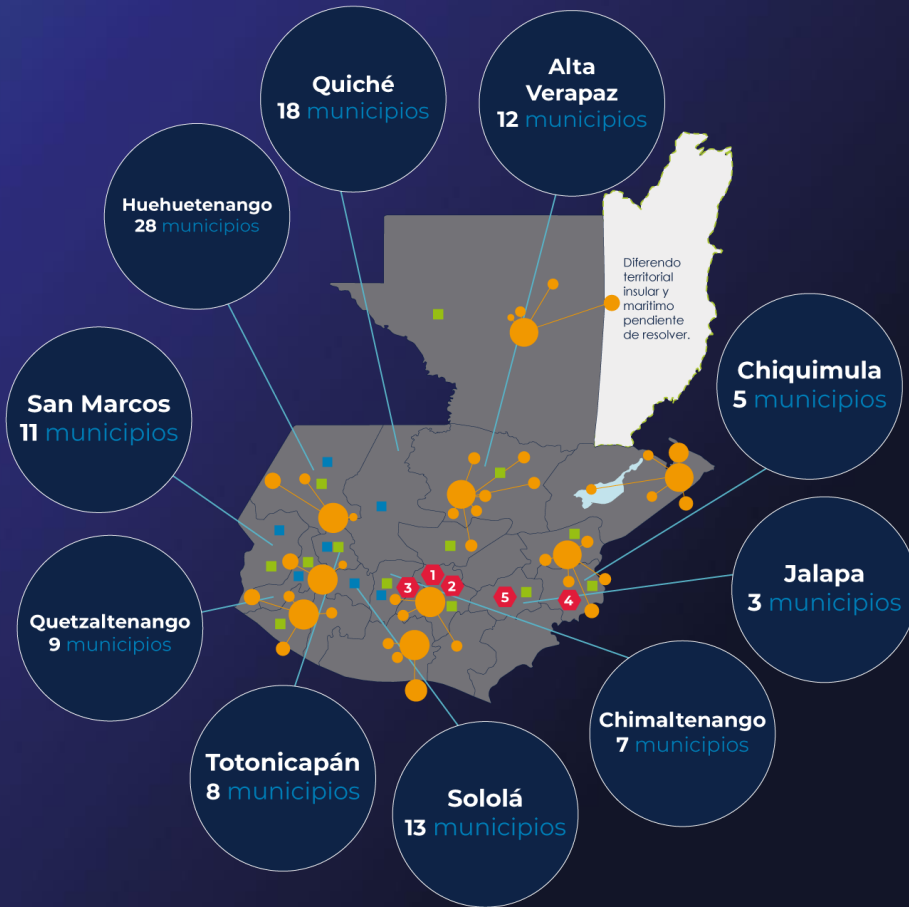 Quiché
18 municipios
Alta
Verapaz
12 municipios
Huehuetenango
28 municipios
Diferendo
territorial
insular y
marítimo
pendiente
de resolver.
San Marcos
11 municipios
Chiquimula
5 municipios
Jalapa
3 municipios
1
3
2
5
4
Quetzaltenango
9 municipios
Chimaltenango
7 municipios
Totonicapán
8 municipios
Sololá
13 municipios